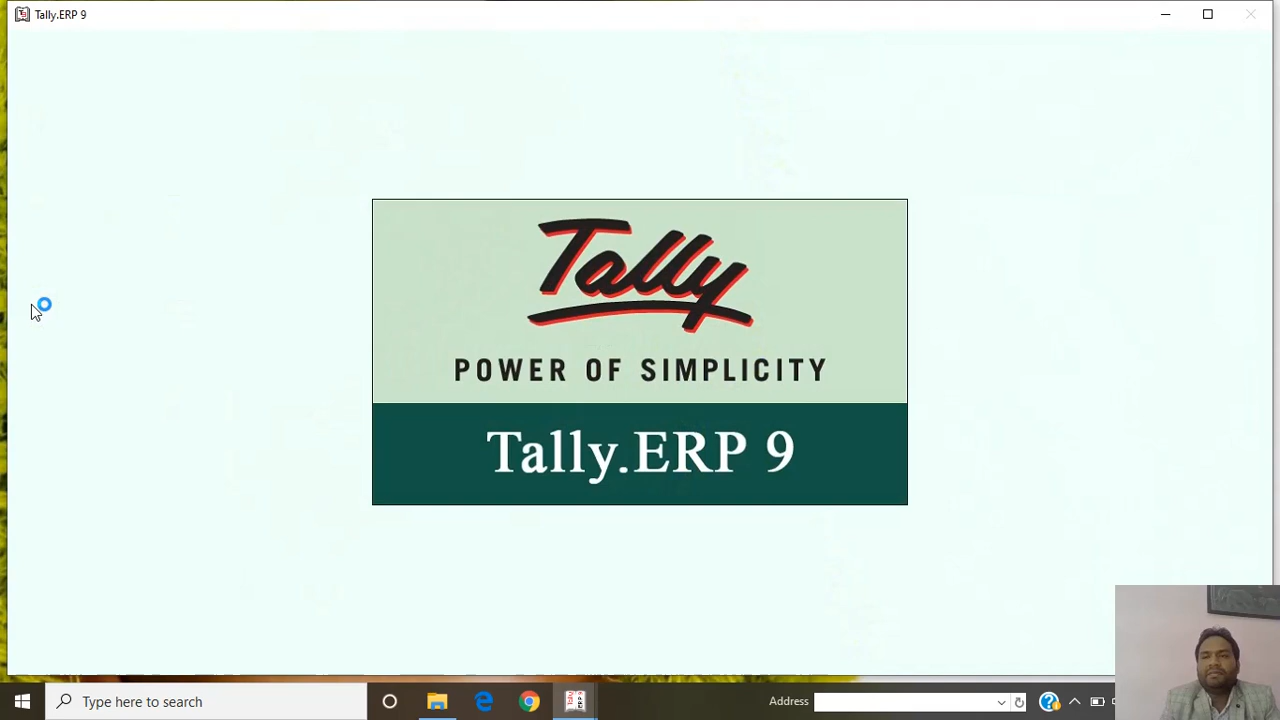 Tally.ERP 9
Tally
POWER OF SIMPLICITY
Tally.ERP 9
Type here to search
Address